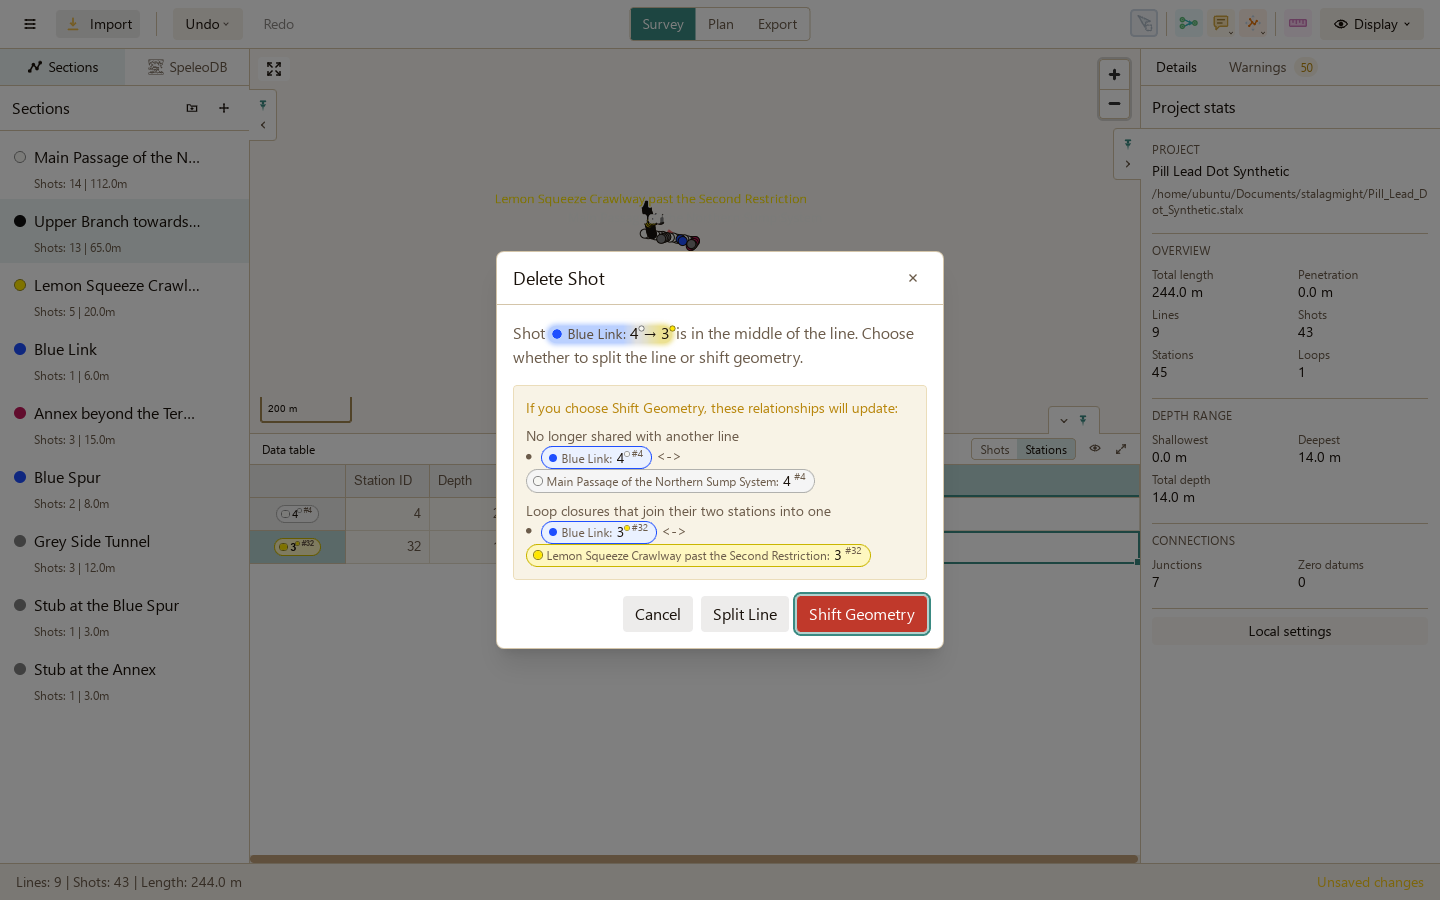 Import
Undo
Redo
Survey
Plan
Export
Display
Sections
SpeleoDB
Sections
Main Passage of the N...
Shots: 14 | 112.0m
Upper Branch towards...
Shots: 13 | 65.0m
Lemon Squeeze Crawl...
Shots: 5 | 20.0m
Blue Link
Shots: 1 | 6.0m
Annex beyond the Ter...
Shots: 3 | 15.0m
Blue Spur
Shots: 2 | 8.0m
Grey Side Tunnel
Shots: 3 | 12.0m
Stub at the Blue Spur
Shots: 1 | 3.0m
Stub at the Annex
Shots: 1 | 3.0m
Lemon Squeeze Crawlway past the Second Restriction
200 m
Data table
Shots
Stations
Station ID
Depth
4 #4
4
3 #32
32
Delete Shot
Shot Blue Link: 4 → 3 is in the middle of the line. Choose
whether to split the line or shift geometry.
If you choose Shift Geometry, these relationships will update:
No longer shared with another line
• Blue Link: 4 #4 <->
Main Passage of the Northern Sump System: 4 #4
Loop closures that join their two stations into one
• Blue Link: 3 #32 <->
Lemon Squeeze Crawlway past the Second Restriction: 3 #32
Cancel
Split Line
Shift Geometry
Details
Warnings 50
Project stats
PROJECT
Pill Lead Dot Synthetic
/home/ubuntu/Documents/stalagmight/Pill_Lead_D
ot_Synthetic.stalx
OVERVIEW
Total length
Penetration
244.0 m
0.0 m
Lines
Shots
9
43
Stations
Loops
45
1
DEPTH RANGE
Shallowest
Deepest
0.0 m
14.0 m
Total depth
14.0 m
CONNECTIONS
Junctions
Zero datums
7
0
Local settings
Lines: 9 | Shots: 43 | Length: 244.0 m
Unsaved changes